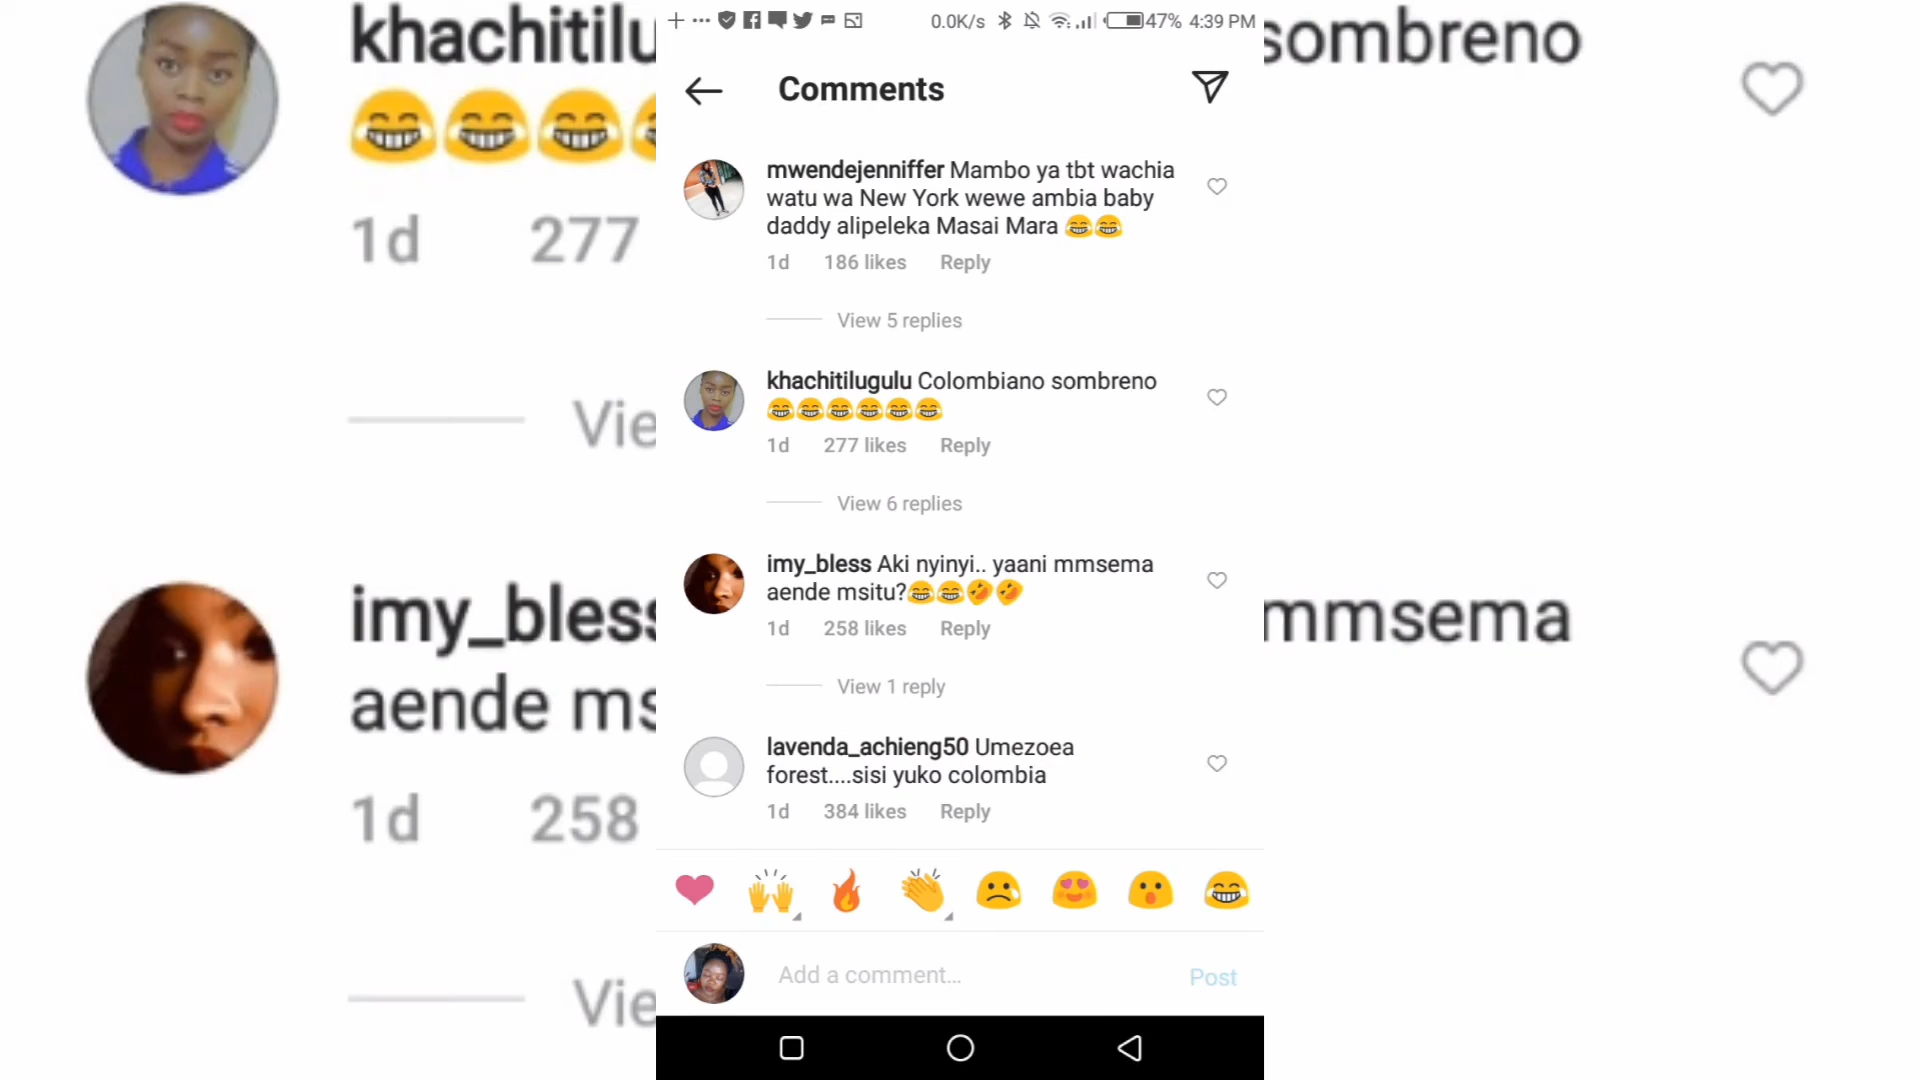 0.0K/s 47% 4:39 PM
Comments
mwendejenniffer Mambo ya tbt wachia
watu wa New York wewe ambia baby
daddy alipeleka Masai Mara 😂😂
1d 186 likes Reply
View 5 replies
khachitilugulu Colombiano sombreno
😂😂😂😂😂😂
1d 277 likes Reply
View 6 replies
imy_bless Aki nyinyi.. yaani mmsema
aende msitu?😂😂🤣🤣
1d 258 likes Reply
View 1 reply
lavenda_achieng50 Umezoea
forest....sisi yuko colombia
1d 384 likes Reply
Add a comment...
Post
khachitilu
sombreno
😂😂😂
1d 277
Vie
imy_bless
mmsema
aende ms
1d 258
Vie